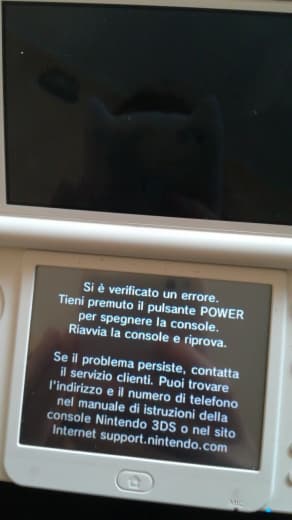 Si è verificato un errore.
Tieni premuto il pulsante POWER
per spegnere la console.
Riavvia la console e riprova.
Se il problema persiste, contatta
il servizio clienti. Puoi trovare
l'indirizzo e il numero di telefono
nel manuale di istruzioni della
console Nintendo 3DS o nel sito
Internet support.nintendo.com
MIC